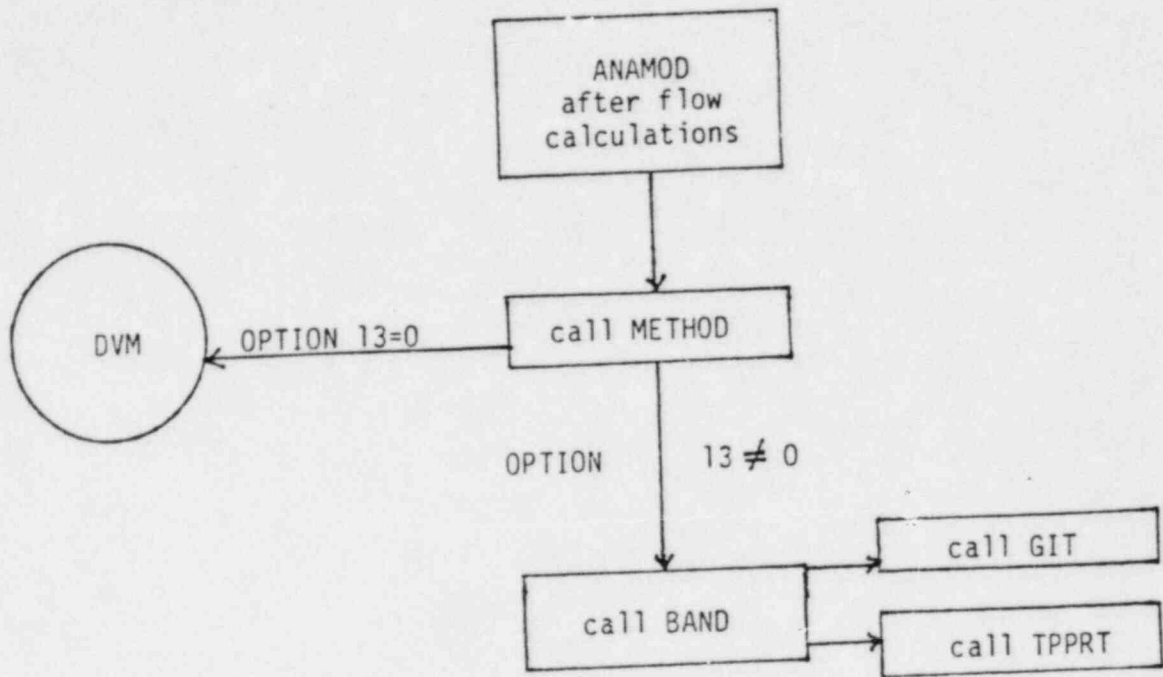 ANAMOD
after flow
calculations
call METHOD
DVM
OPTION 13=0
OPTION 13 ≠ 0
call GIT
call BAND
call TPPRT